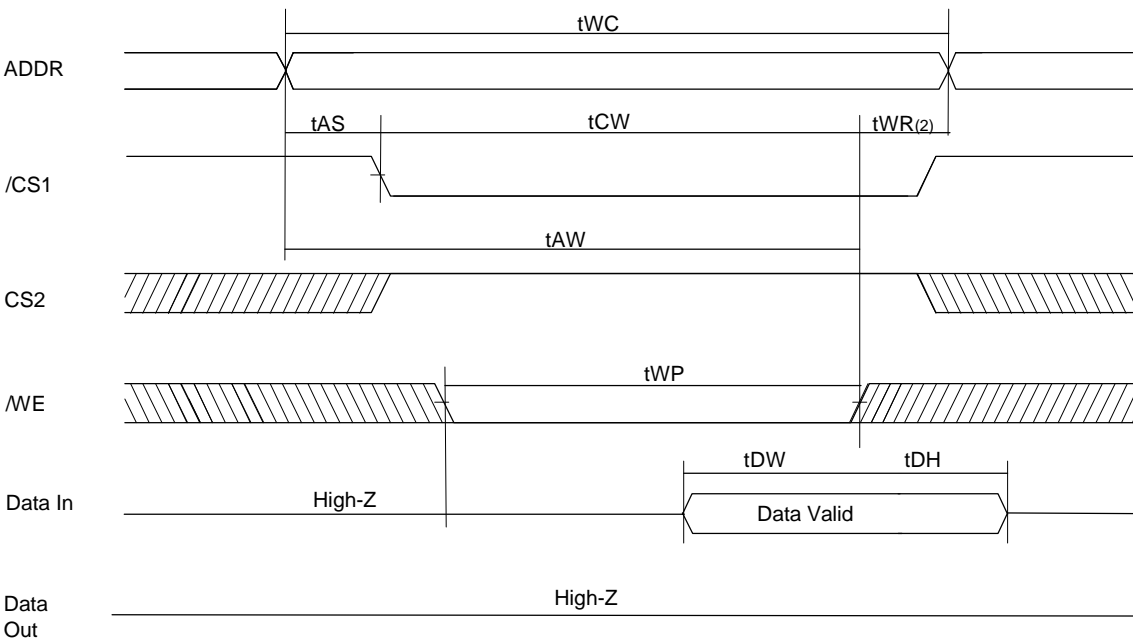 tWC
ADDR
tAS tCW tWR(2)
/CS1
tAW
CS2
tWP
/WE
tDW tDH
Data In High-Z Data Valid
Data High-Z
Out